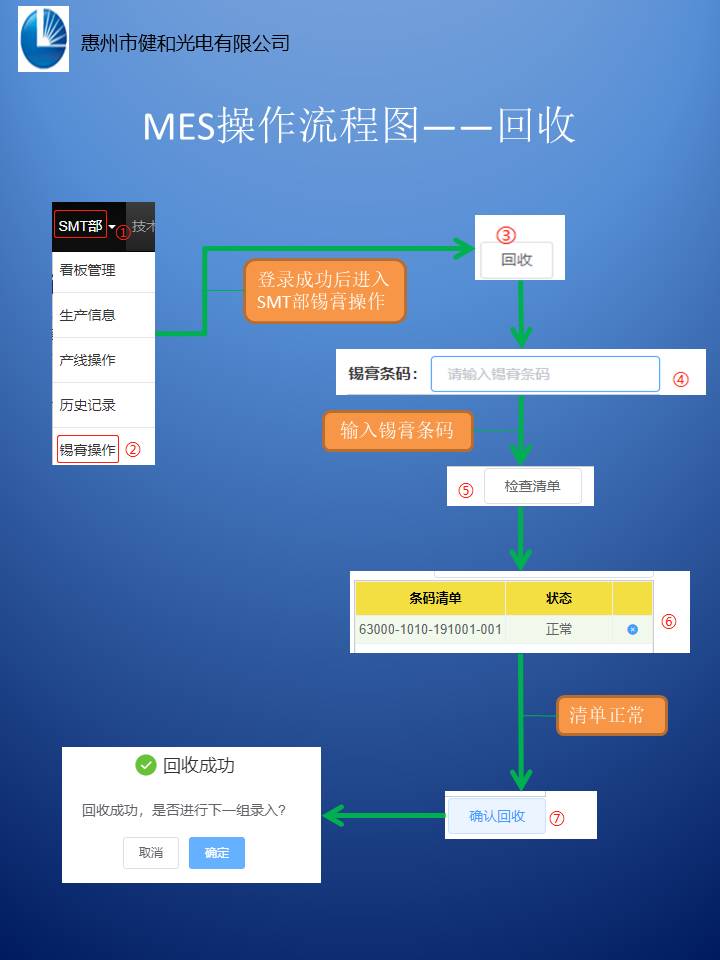 惠州市健和光电有限公司
MES操作流程图——回收
SMT部 ① 技术
看板管理
生产信息
产线操作
历史记录
锡膏操作 ②
登录成功后进入
SMT部锡膏操作
③
回收
锡膏条码： 请输入锡膏条码 ④
输入锡膏条码
⑤ 检查清单
条码清单 状态
63000-1010-191001-001 正常 ⑥
清单正常
确认回收 ⑦
回收成功
回收成功，是否进行下一组录入?
取消 确定